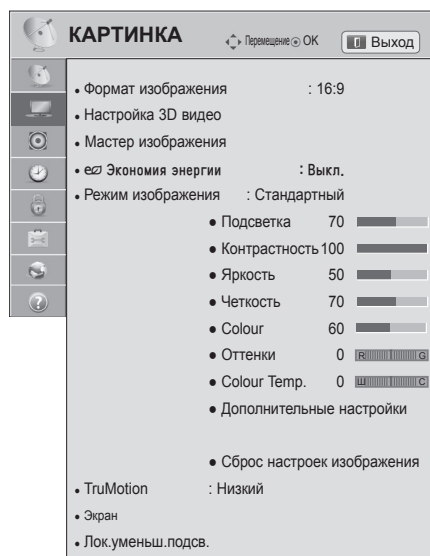 КАРТИНКА Перемещение OK Выход
• Формат изображения : 16:9
• Настройка 3D видео
• Мастер изображения
• Экономия энергии : Выкл.
• Режим изображения : Стандартный
• Подсветка 70
• Контрастность 100
• Яркость 50
• Четкость 70
• Colour 60
• Оттенки 0 R G
• Colour Temp. 0 Ш С
• Дополнительные настройки
• Сброс настроек изображения
• TruMotion : Низкий
• Экран
• Лок.уменьш.подсв.